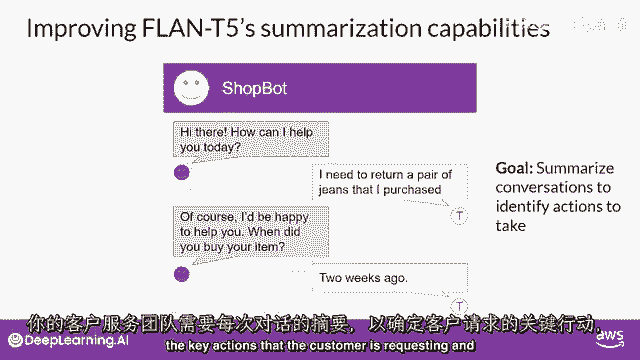 Improving FLAN-T5's summarization capabilities
ShopBot
Hi there! How can I help
you today?
I need to return a pair of
jeans that I purchased
T
Of course, I'd be happy
to help you. When did
you buy your item?
Two weeks ago.
T
Goal: Summarize
conversations to
identify actions to
take
你的客户服务团队需要每次对话的摘要，以确定客户请求的关键行动，
the key actions that the customer is requesting and
DeepLearning.AI
aws